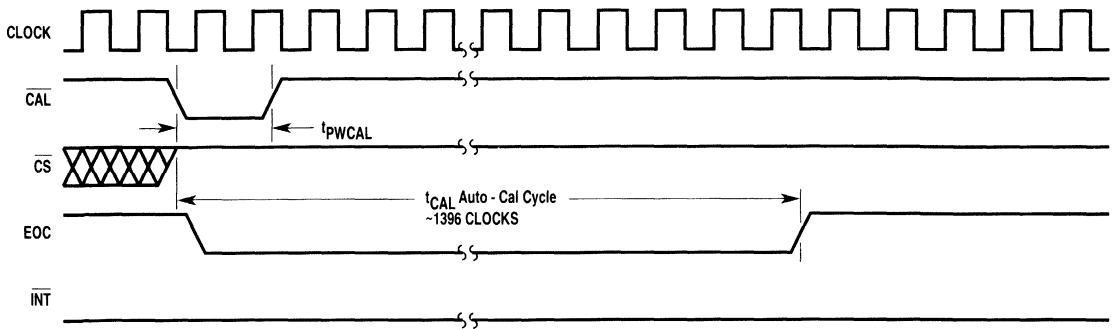 CLOCK
CAL
tPWCAL
CS
tCAL Auto - Cal Cycle
~1396 CLOCKS
EOC
INT